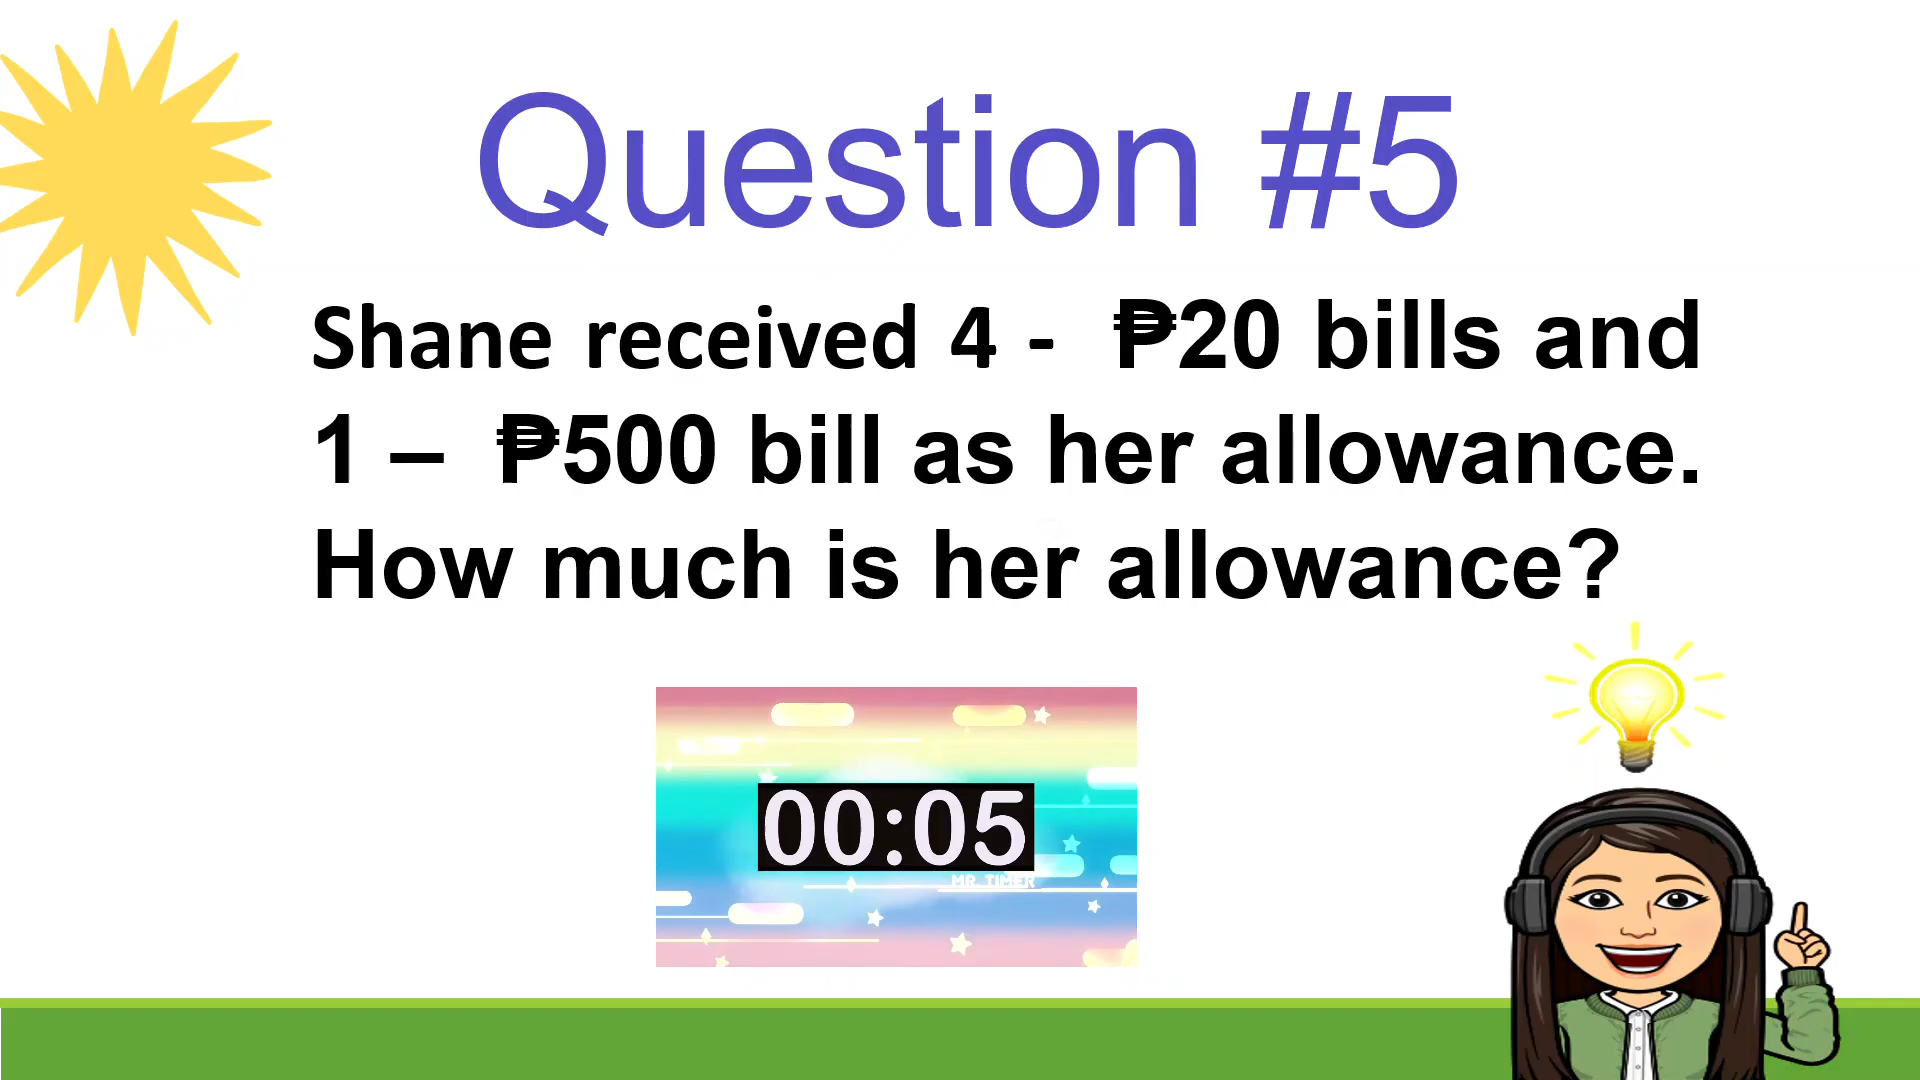 Question #5
Shane received 4 - ₱20 bills and
1 – ₱500 bill as her allowance.
How much is her allowance?
00:05
MR TIMER